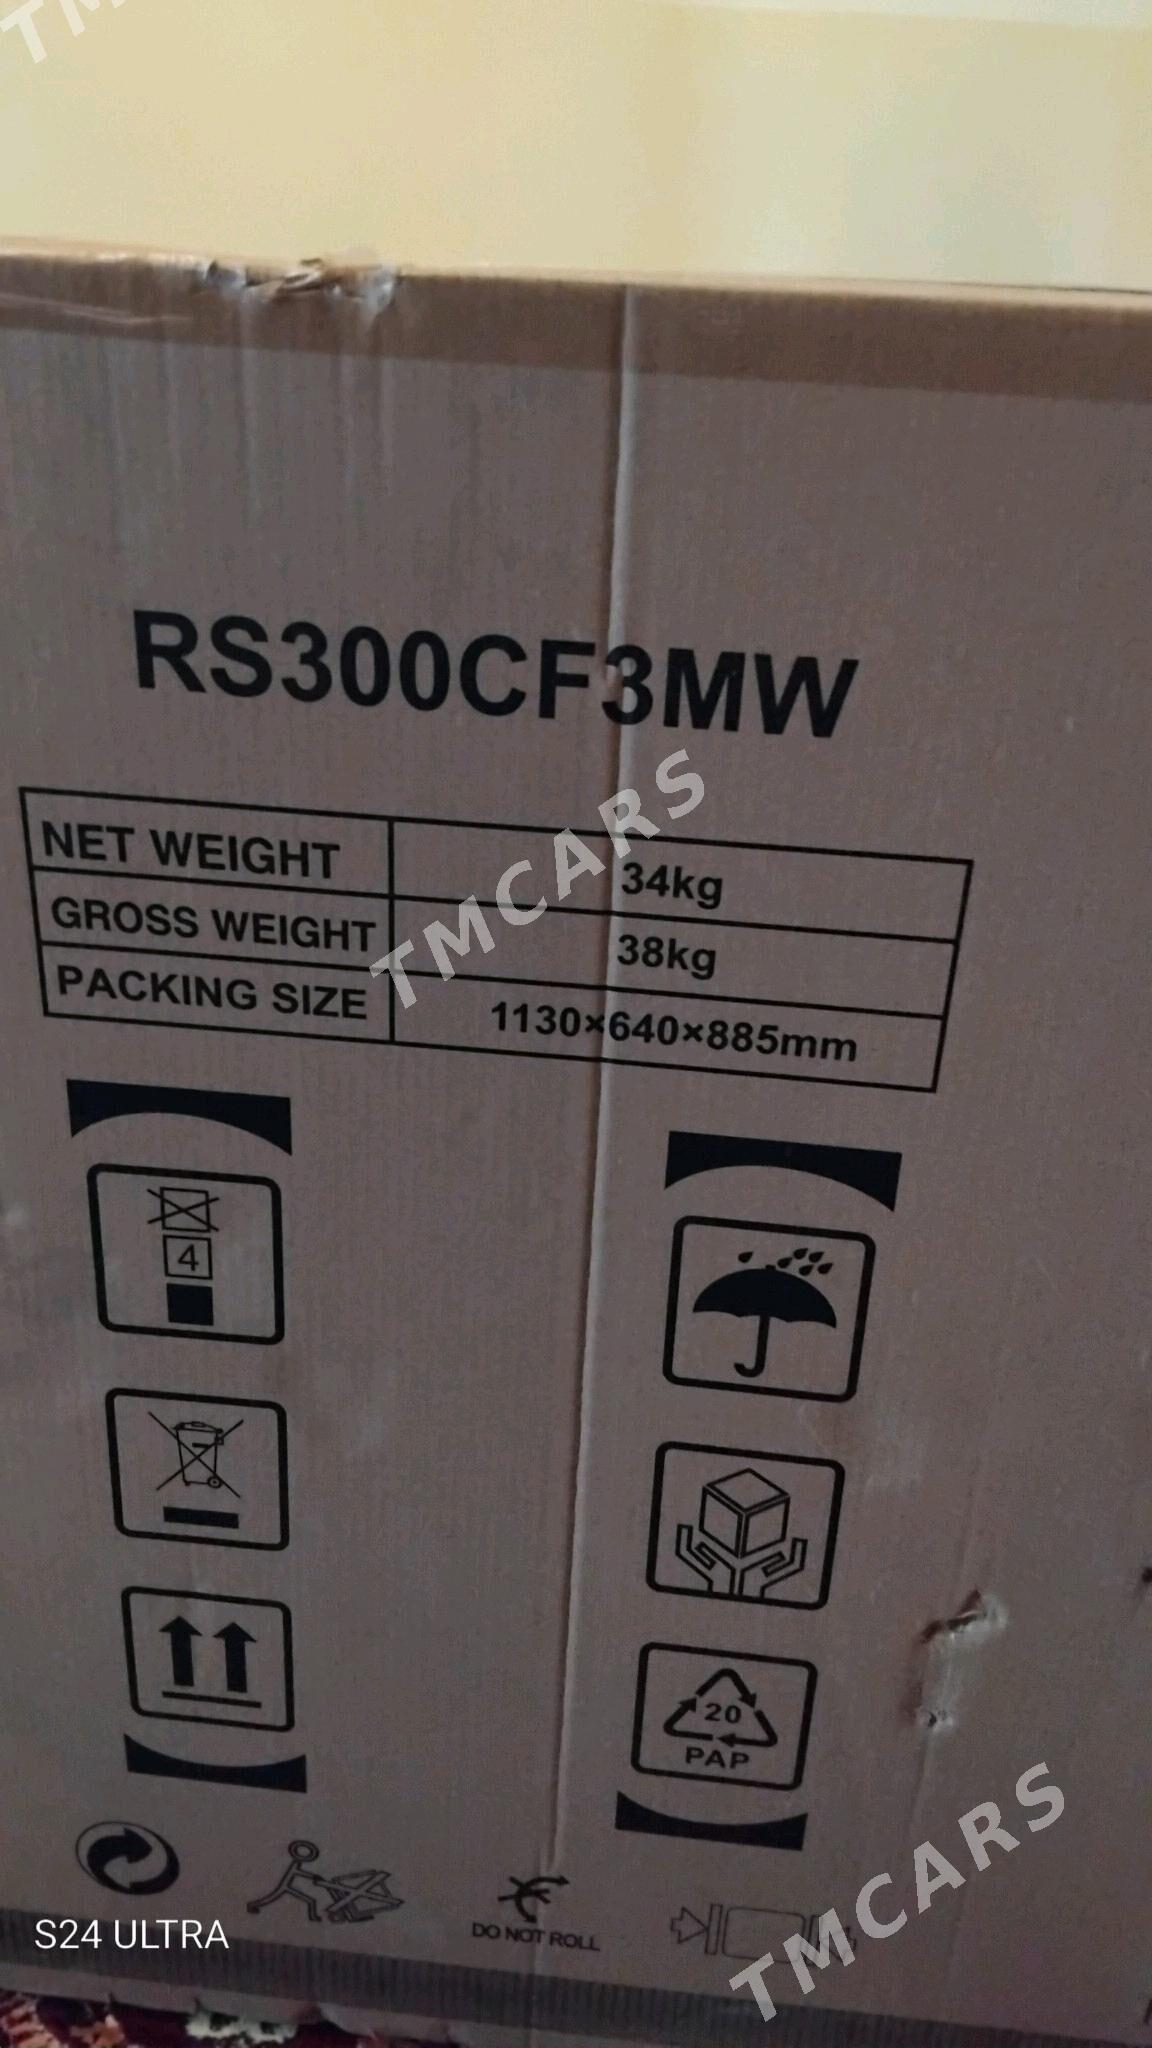 TM
RS300CF3MW
NET WEIGHT 34kg
GROSS WEIGHT 38kg
PACKING SIZE 1130×640×885mm
TMCARS
4
20
PAP
DO NOT ROLL
S24 ULTRA
TMCARS